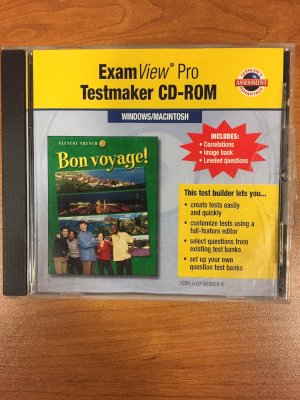 ExamView® Pro
Testmaker CD-ROM
WINDOWS/MACINTOSH
ASSESSMENT
ADVANTAGE
INCLUDES:
• Correlations
• Image bank
• Leveled questions
GLENCOE FRENCH
Bon voyage!
This test builder lets you...
• create tests easily
and quickly
• customize tests using a
full-feature editor
• select questions from
existing test banks
• set up your own
question test banks